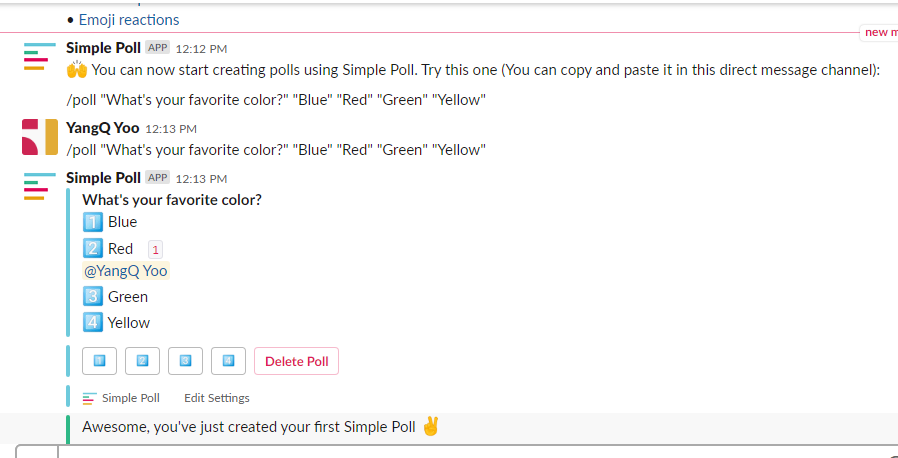 • Emoji reactions
new m
Simple Poll APP 12:12 PM
🙌 You can now start creating polls using Simple Poll. Try this one (You can copy and paste it in this direct message channel):
/poll "What's your favorite color?" "Blue" "Red" "Green" "Yellow"
YangQ Yoo 12:13 PM
/poll "What's your favorite color?" "Blue" "Red" "Green" "Yellow"
Simple Poll APP 12:13 PM
What's your favorite color?
1️⃣ Blue
2️⃣ Red 1
@YangQ Yoo
3️⃣ Green
4️⃣ Yellow
1️⃣ 2️⃣ 3️⃣ 4️⃣ Delete Poll
Simple Poll Edit Settings
Awesome, you've just created your first Simple Poll ✌️